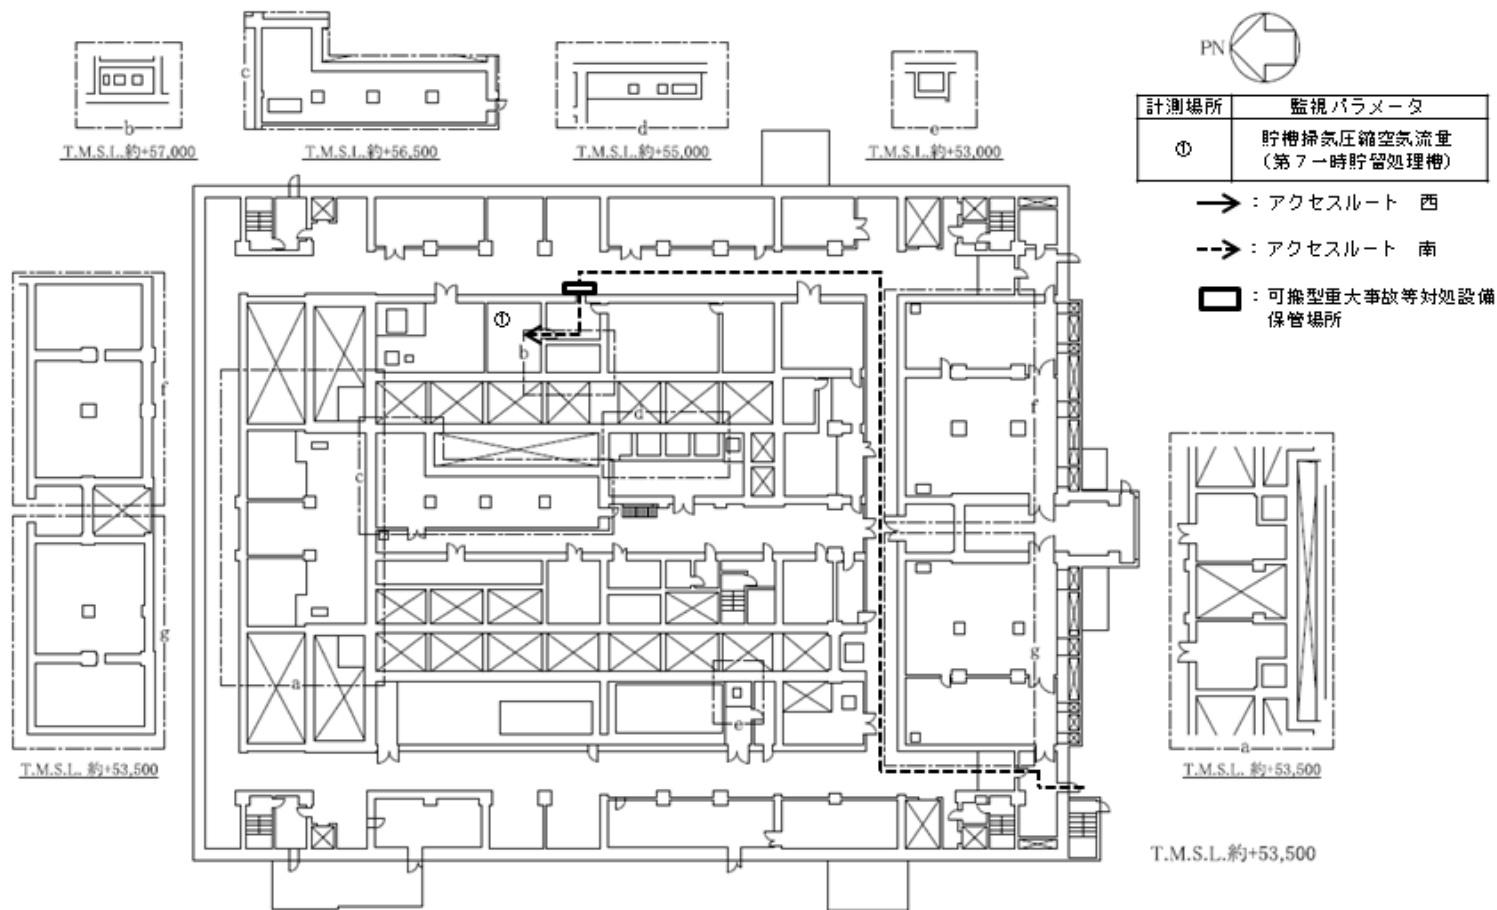 b
T.M.S.L.約+57,000
c
T.M.S.L.約+56,500
d
T.M.S.L.約+55,000
e
T.M.S.L.約+53,000
PN
計測場所
監視パラメータ
①
貯槽掃気圧縮空気流量
(第7一時貯留処理槽)
：アクセスルート 西
：アクセスルート 南
：可搬型重大事故等対処設備
保管場所
f
g
T.M.S.L. 約+53,500
①
b
d
c
a
e
f
g
a
T.M.S.L. 約+53,500
T.M.S.L.約+53,500